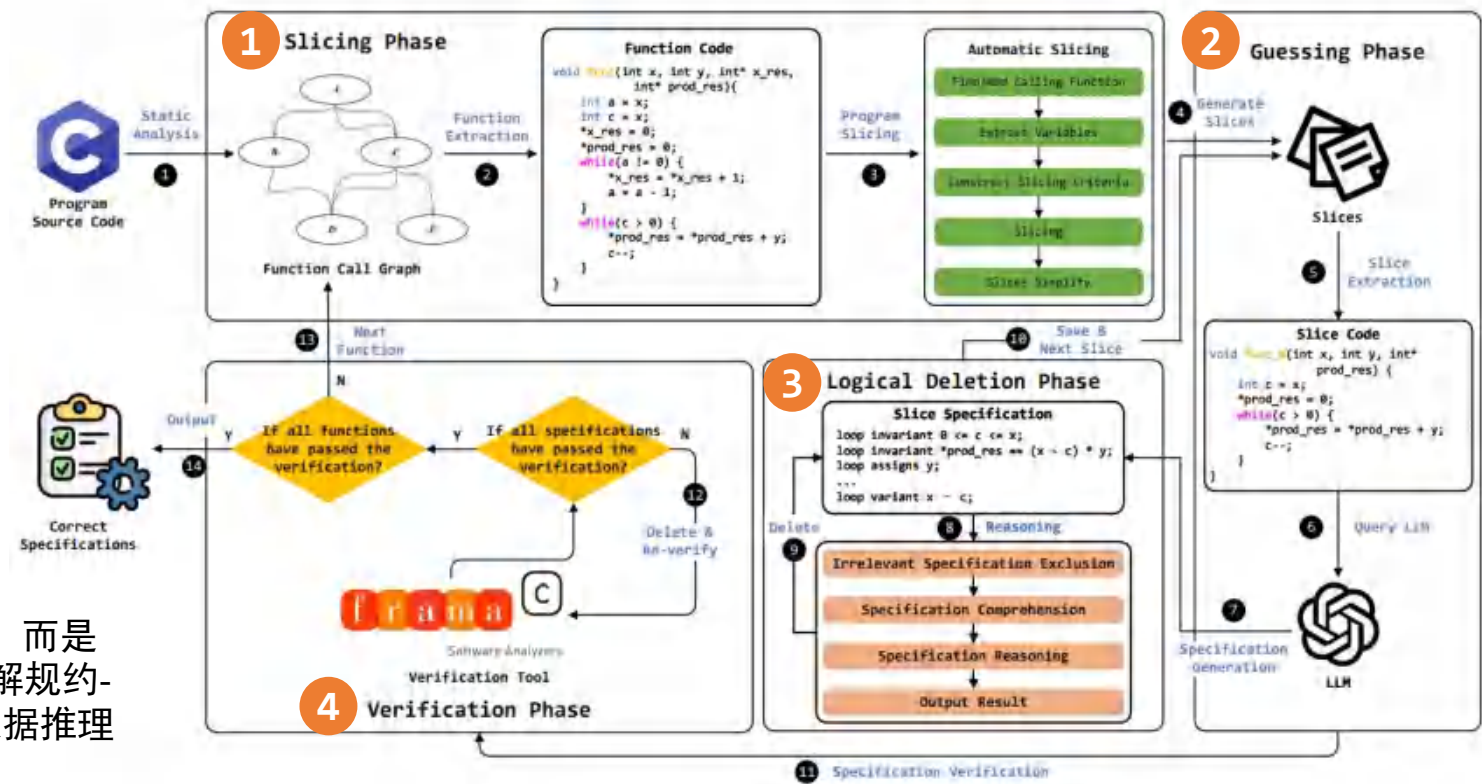 1 Slicing Phase
C
Program
Source Code
Static
Analysis
1
A
B
C
D
E
Function Call Graph
Function
Extraction
2
Function Code
void (int x, int y, int* x_res,
int* prod_res){
int a = x;
int c = x;
*x_res = 0;
*prod_res = 0;
while(a != 0) {
*x_res = *x_res + 1;
a = a - 1;
}
while(c > 0) {
*prod_res = *prod_res + y;
c--;
}
}
Program
Slicing
3
Automatic Slicing
Calling Function
Extract Variables
Construct Slicing Criteria
Slicing
Slices Simplify
2 Guessing Phase
4
Generate
Slices
Slices
5
Slice
Extraction
Slice Code
void (int x, int y, int*
prod_res) {
int c = x;
*prod_res = 0;
while(c > 0) {
*prod_res = *prod_res + y;
c--;
}
}
6
Query LLM
LLM
7
Specification
Generation
10
Save &
Next Slice
3 Logical Deletion Phase
Slice Specification
loop invariant 0 <= c <= x;
loop invariant *prod_res == (x - c) * y;
loop assigns y;
...
loop variant x - c;
Delete
9
8
Reasoning
Irrelevant Specification Exclusion
Specification Comprehension
Specification Reasoning
Output Result
13
Next
Function
N
If all functions
have passed the
verification?
Y
If all specifications
have passed the
verification?
N
12
Delete &
Re-verify
Output
Y
14
Correct
Specifications
frama C
Software Analyzers
Verification Tool
4 Verification Phase
11 Specification Verification
而是
解规约-
据推理